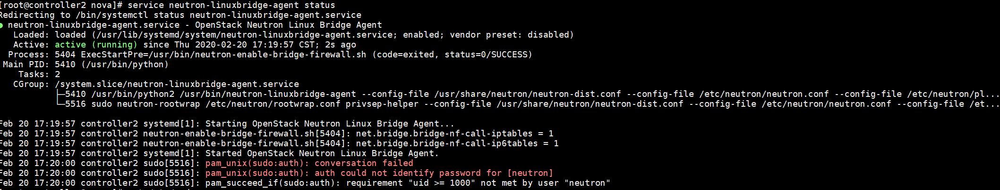 [root@controller2 nova]# service neutron-linuxbridge-agent status
Redirecting to /bin/systemctl status neutron-linuxbridge-agent.service
● neutron-linuxbridge-agent.service - OpenStack Neutron Linux Bridge Agent
Loaded: loaded (/usr/lib/systemd/system/neutron-linuxbridge-agent.service; enabled; vendor preset: disabled)
Active: active (running) since Thu 2020-02-20 17:19:57 CST; 2s ago
Process: 5404 ExecStartPre=/usr/bin/neutron-enable-bridge-firewall.sh (code=exited, status=0/SUCCESS)
Main PID: 5410 (/usr/bin/python)
Tasks: 2
CGroup: /system.slice/neutron-linuxbridge-agent.service
├─5410 /usr/bin/python2 /usr/bin/neutron-linuxbridge-agent --config-file /usr/share/neutron/neutron-dist.conf --config-file /etc/neutron/neutron.conf --config-file /etc/neutron/pl...
└─5516 sudo neutron-rootwrap /etc/neutron/rootwrap.conf privsep-helper --config-file /usr/share/neutron/neutron-dist.conf --config-file /etc/neutron/neutron.conf --config-file /et...
Feb 20 17:19:57 controller2 systemd[1]: Starting OpenStack Neutron Linux Bridge Agent...
Feb 20 17:19:57 controller2 neutron-enable-bridge-firewall.sh[5404]: net.bridge.bridge-nf-call-iptables = 1
Feb 20 17:19:57 controller2 neutron-enable-bridge-firewall.sh[5404]: net.bridge.bridge-nf-call-ip6tables = 1
Feb 20 17:19:57 controller2 systemd[1]: Started OpenStack Neutron Linux Bridge Agent.
Feb 20 17:20:00 controller2 sudo[5516]: pam_unix(sudo:auth): conversation failed
Feb 20 17:20:00 controller2 sudo[5516]: pam_unix(sudo:auth): auth could not identify password for [neutron]
Feb 20 17:20:00 controller2 sudo[5516]: pam_succeed_if(sudo:auth): requirement "uid >= 1000" not met by user "neutron"